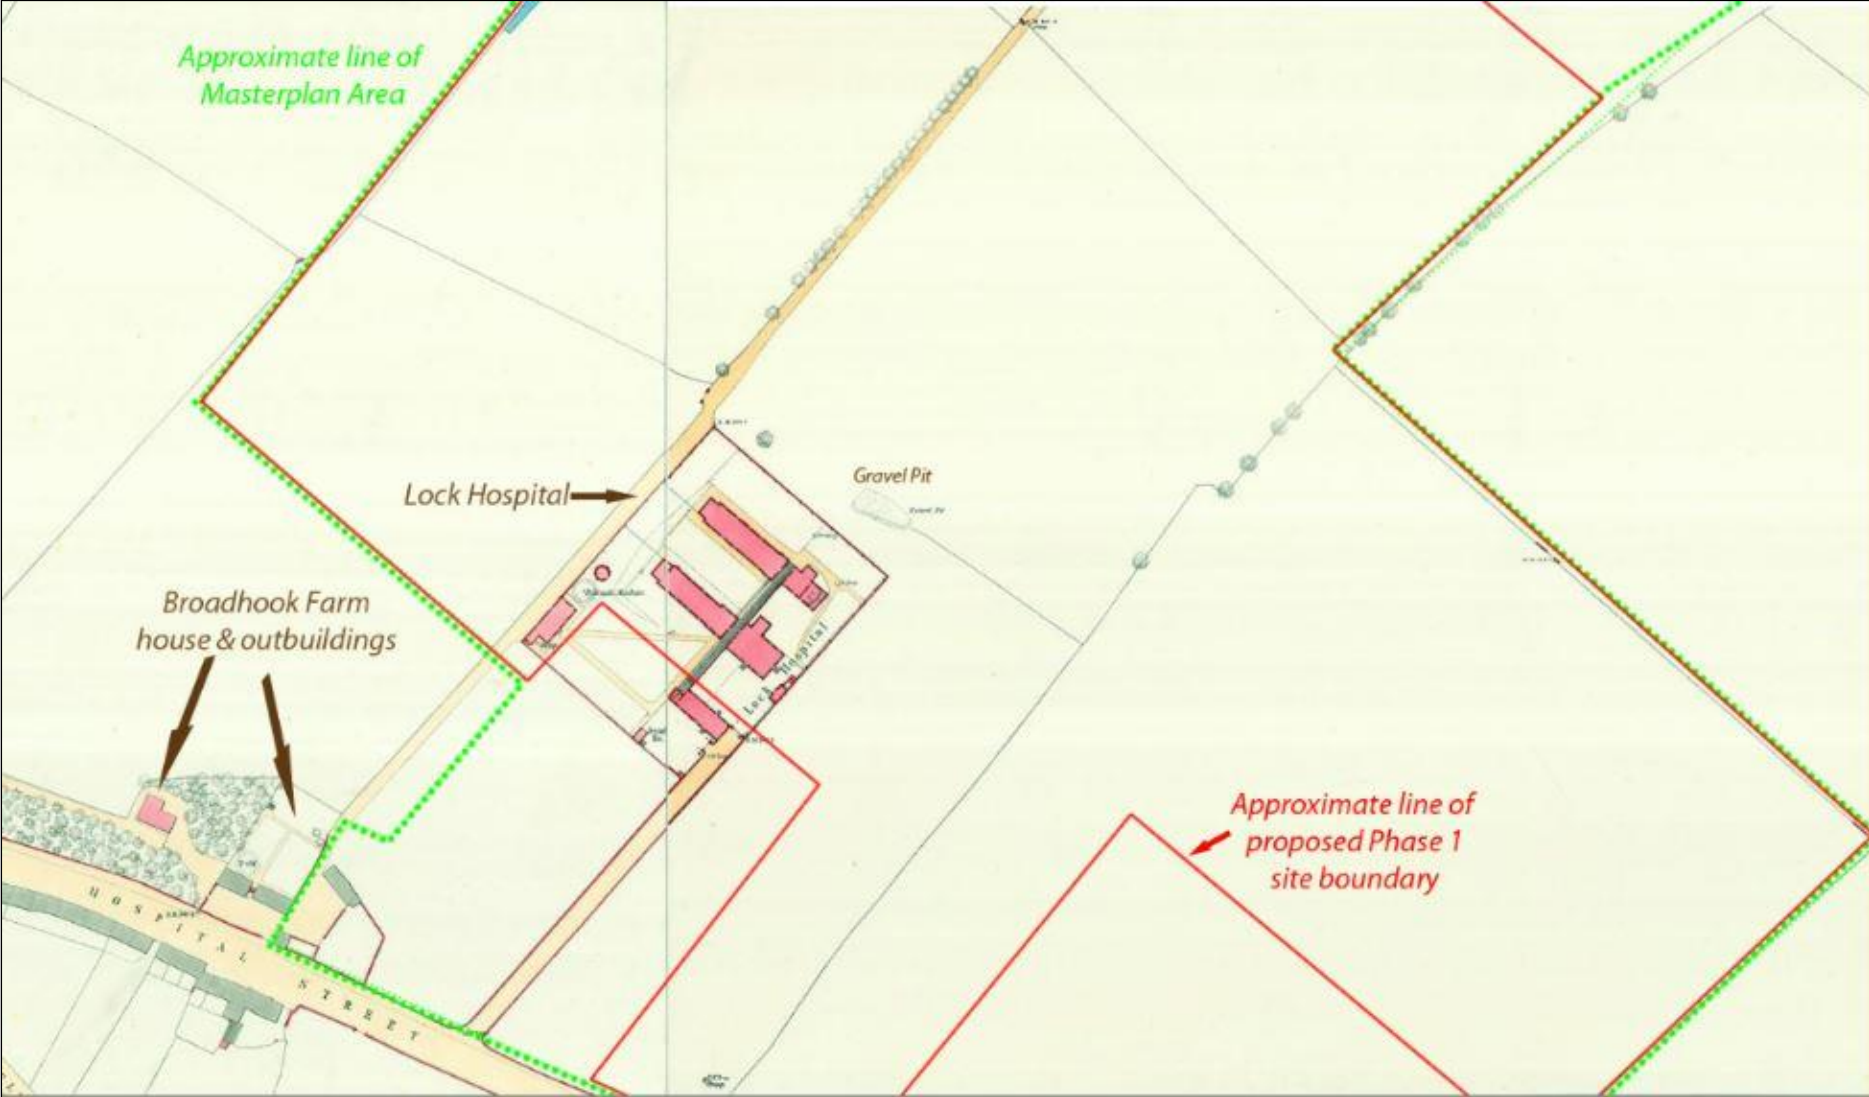 Approximate line of
Masterplan Area
Gravel Pit
Lock Hospital
Broadhook Farm
house & outbuildings
Lock Hospital
Approximate line of
proposed Phase 1
site boundary
HOSPITAL STREET